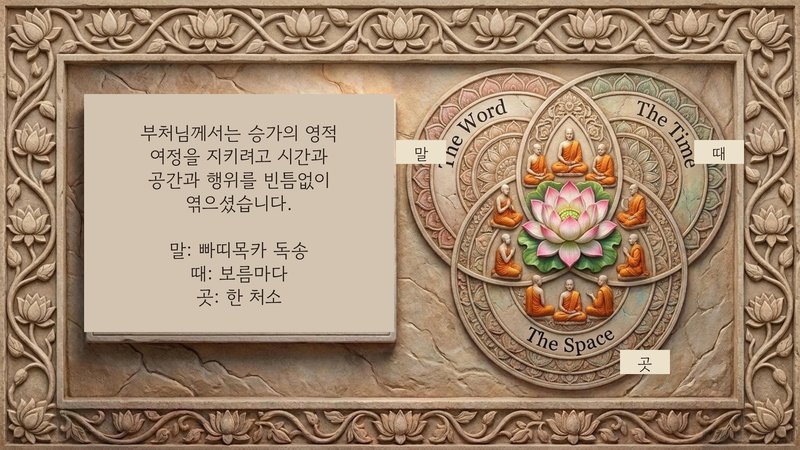 부처님께서는 승가의 영적
여정을 지키려고 시간과
공간과 행위를 빈틈없이
엮으셨습니다.
말: 빠띠목카 독송
때: 보름마다
곳: 한 처소
The Word
말
The Time
때
The Space
곳